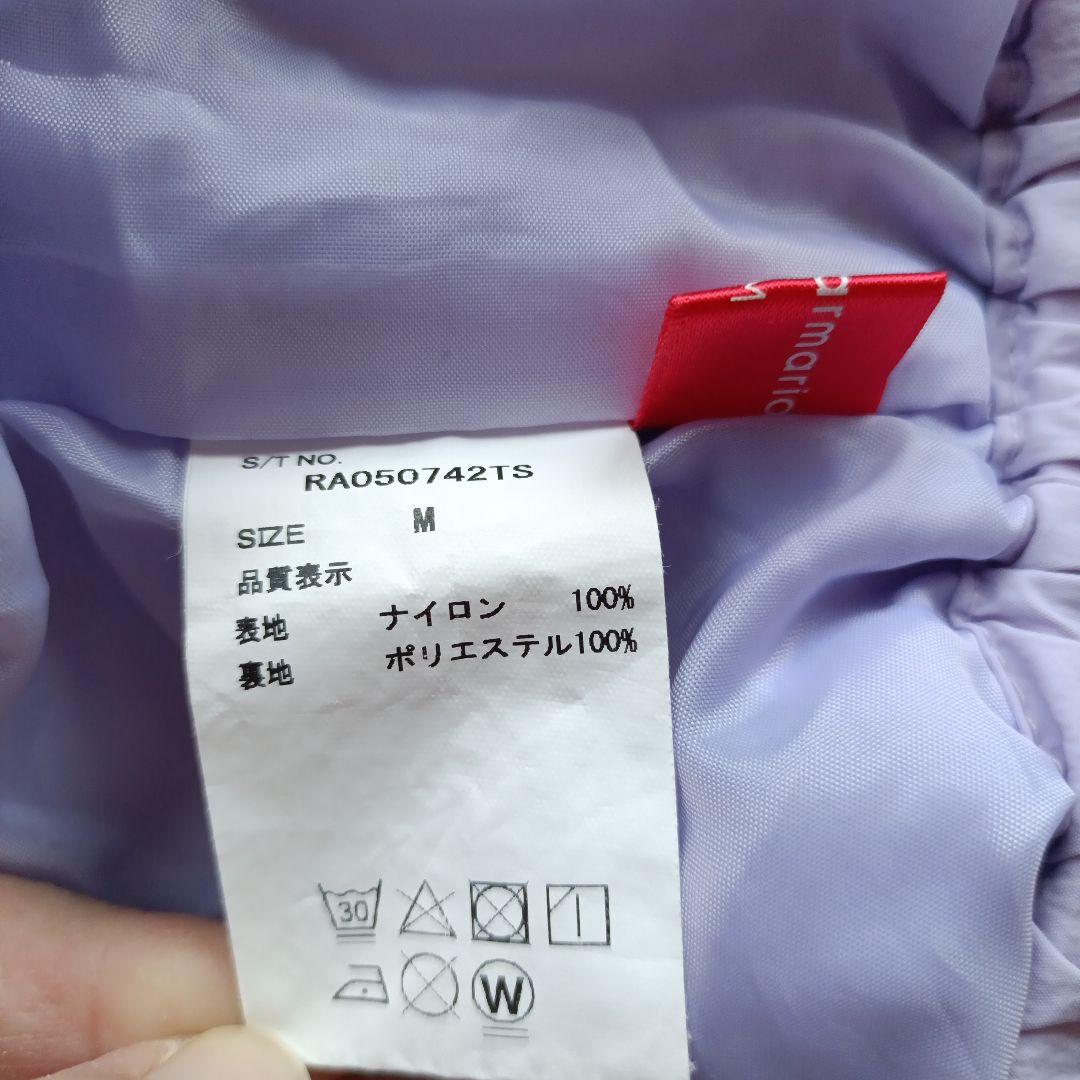 armario
S/T NO.
RA050742TS
SIZE M
品質表示
表地 ナイロン 100%
裏地 ポリエステル100%
30
W